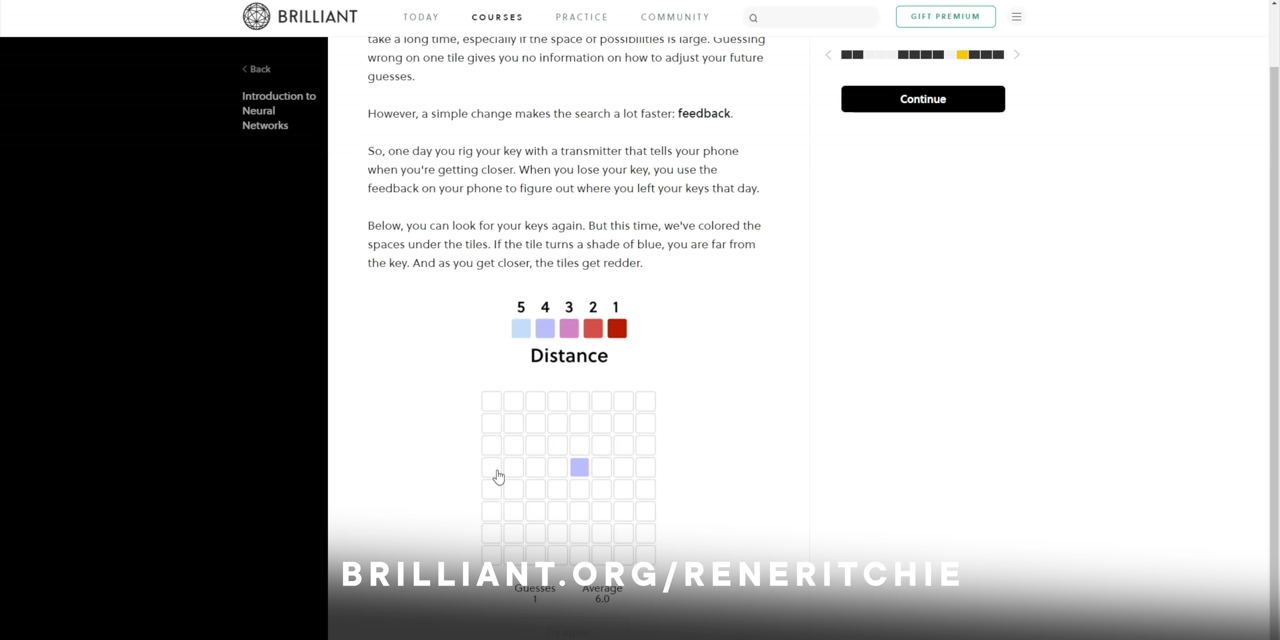 BRILLIANT
TODAY COURSES PRACTICE COMMUNITY
GIFT PREMIUM
take a long time, especially if the space of possibilities is large. Guessing
wrong on one tile gives you no information on how to adjust your future
guesses.
Back
Introduction to
Neural
Networks
Continue
However, a simple change makes the search a lot faster: feedback.
So, one day you rig your key with a transmitter that tells your phone
when you're getting closer. When you lose your key, you use the
feedback on your phone to figure out where you left your keys that day.
Below, you can look for your keys again. But this time, we've colored the
spaces under the tiles. If the tile turns a shade of blue, you are far from
the key. And as you get closer, the tiles get redder.
5 4 3 2 1
Distance
BRILLIANT.ORG/RENERITCHIE
Guesses Average
1 6.0